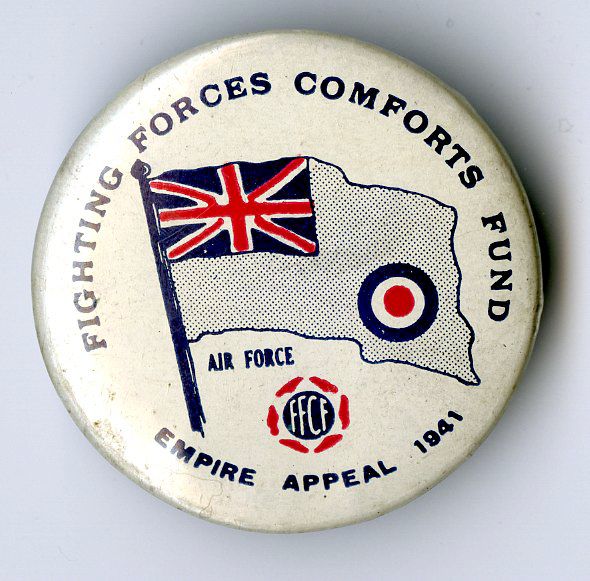 FIGHTING FORCES COMFORTS FUND
AIR FORCE
FFCF
EMPIRE APPEAL 1941